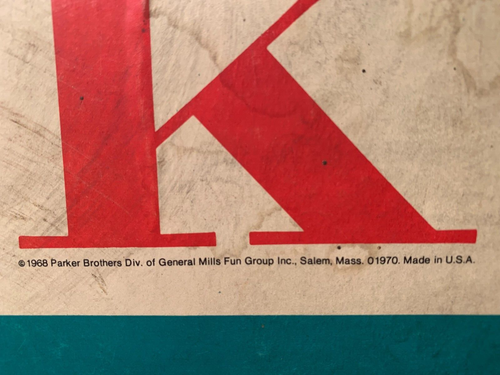 K
©1968 Parker Brothers Div. of General Mills Fun Group Inc., Salem, Mass. 01970. Made in U.S.A.